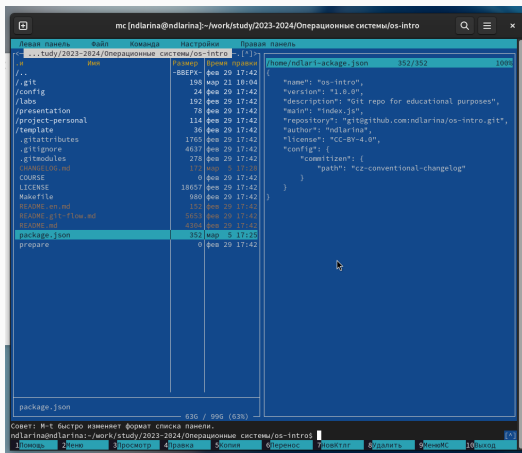 mc [ndlarina@ndlarina]:~/work/study/2023-2024/Операционные системы/os-intro
Левая панель Файл Команда Настройки Правая панель
<- ...tudy/2023-2024/Операционные системы/os-intro -.[^]>
.и Имя Размер Время правки
/.. -ВВЕРХ- фев 29 17:42
/.git 198 мар 21 10:04
/config 24 фев 29 17:42
/labs 192 фев 29 17:42
/presentation 78 фев 29 17:42
/project-personal 114 фев 29 17:42
/template 36 фев 29 17:42
.gitattributes 1765 фев 29 17:42
.gitignore 4637 фев 29 17:42
.gitmodules 278 фев 29 17:42
CHANGELOG.md 172 мар 5 17:28
COURSE 0 фев 29 17:42
LICENSE 18657 фев 29 17:42
Makefile 980 фев 29 17:42
README.en.md 152 фев 29 17:42
README.git-flow.md 5653 фев 29 17:42
README.md 4304 фев 29 17:42
package.json 352 мар 5 17:25
prepare 0 фев 29 17:42
package.json
63G / 99G (63%)
/home/ndlari~ackage.json 352/352 100%
{
"name": "os-intro",
"version": "1.0.0",
"description": "Git repo for educational purposes",
"main": "index.js",
"repository": "git@github.com:ndlarina/os-intro.git",
"author": "ndlarina",
"license": "CC-BY-4.0",
"config": {
"commitizen": {
"path": "cz-conventional-changelog"
}
}
}
Совет: M-t быстро изменяет формат списка панели.
ndlarina@ndlarina:~/work/study/2023-2024/Операционные системы/os-intro$ [^]
1Помощь 2Меню 3Просмотр 4Правка 5Копия 6Перенос 7НовКтлг 8Удалить 9МенюMC 10Выход